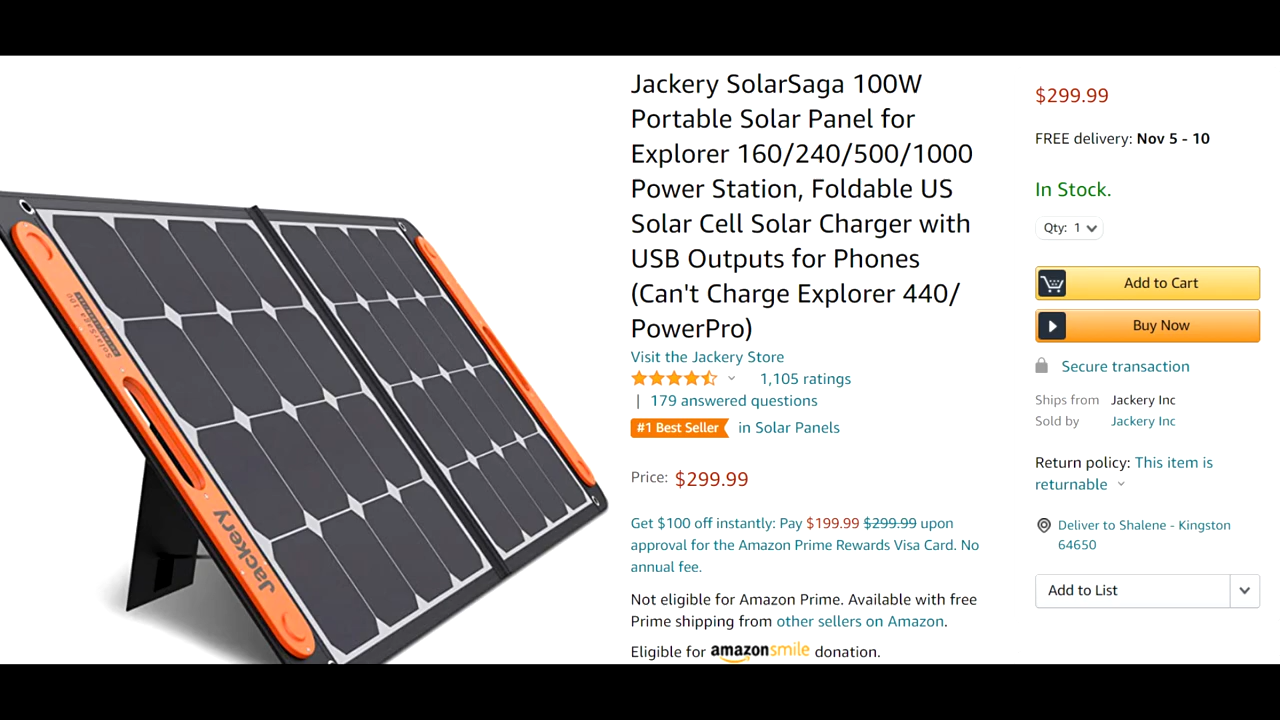 Jackery SolarSaga 100W
Portable Solar Panel for
Explorer 160/240/500/1000
Power Station, Foldable US
Solar Cell Solar Charger with
USB Outputs for Phones
(Can't Charge Explorer 440/
PowerPro)
Visit the Jackery Store
1,105 ratings
| 179 answered questions
#1 Best Seller in Solar Panels
Price: $299.99
Get $100 off instantly: Pay $199.99 $299.99 upon
approval for the Amazon Prime Rewards Visa Card. No
annual fee.
Not eligible for Amazon Prime. Available with free
Prime shipping from other sellers on Amazon.
Eligible for amazonsmile donation.
$299.99
FREE delivery: Nov 5 - 10
In Stock.
Qty: 1
Add to Cart
Buy Now
Secure transaction
Ships from Jackery Inc
Sold by Jackery Inc
Return policy: This item is
returnable
Deliver to Shalene - Kingston
64650
Add to List
SolarSaga 100
Jackery